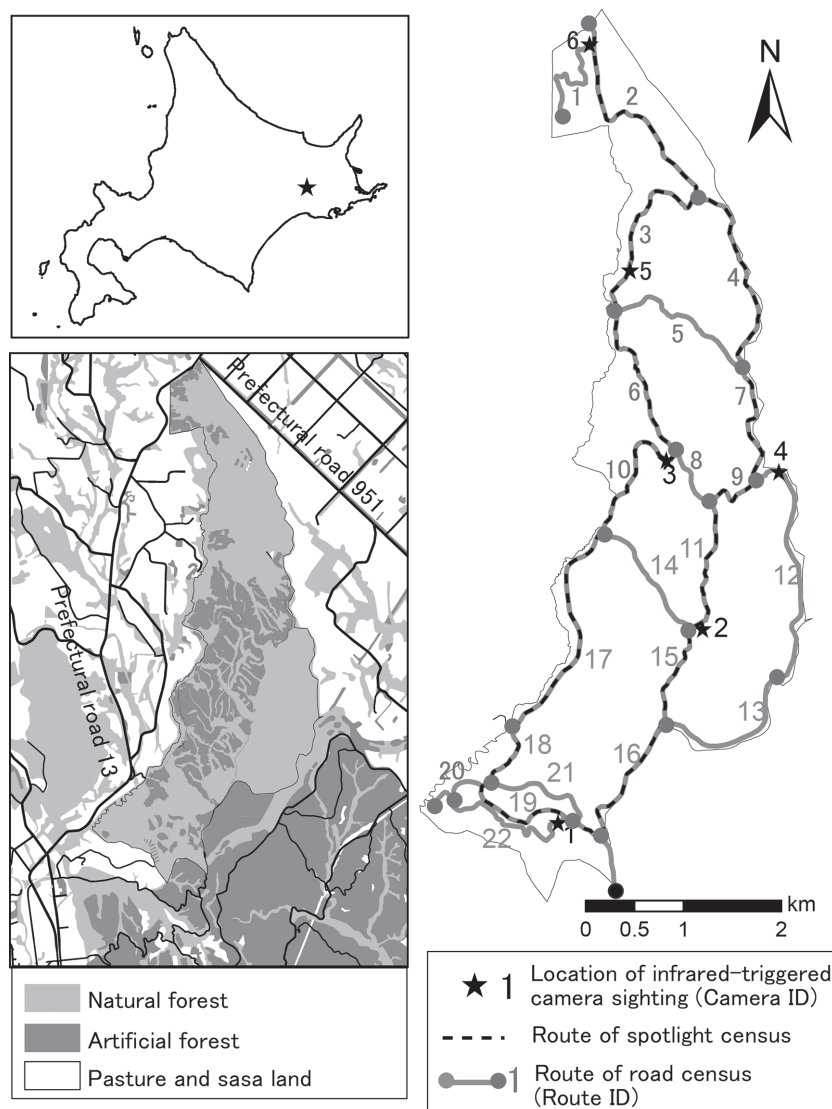 Prefectural road 951
Prefectural road 13
Natural forest
Artificial forest
Pasture and sasa land
N
6
1
2
3
5
4
5
6
7
4
10
3
8
9
11
12
14
2
15
17
13
16
18
20
21
19
1
22
km
0
0.5
1
2
1 Location of infrared-triggered
camera sighting (Camera ID)
Route of spotlight census
1 Route of road census
(Route ID)